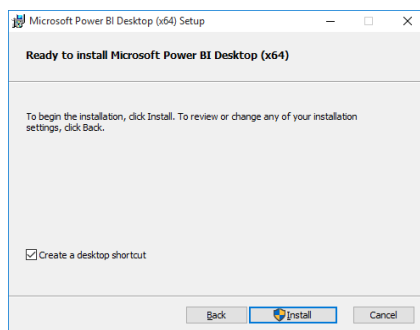 Microsoft Power BI Desktop (x64) Setup
Ready to install Microsoft Power BI Desktop (x64)
To begin the installation, click Install. To review or change any of your installation
settings, click Back.
Create a desktop shortcut
Back Install Cancel